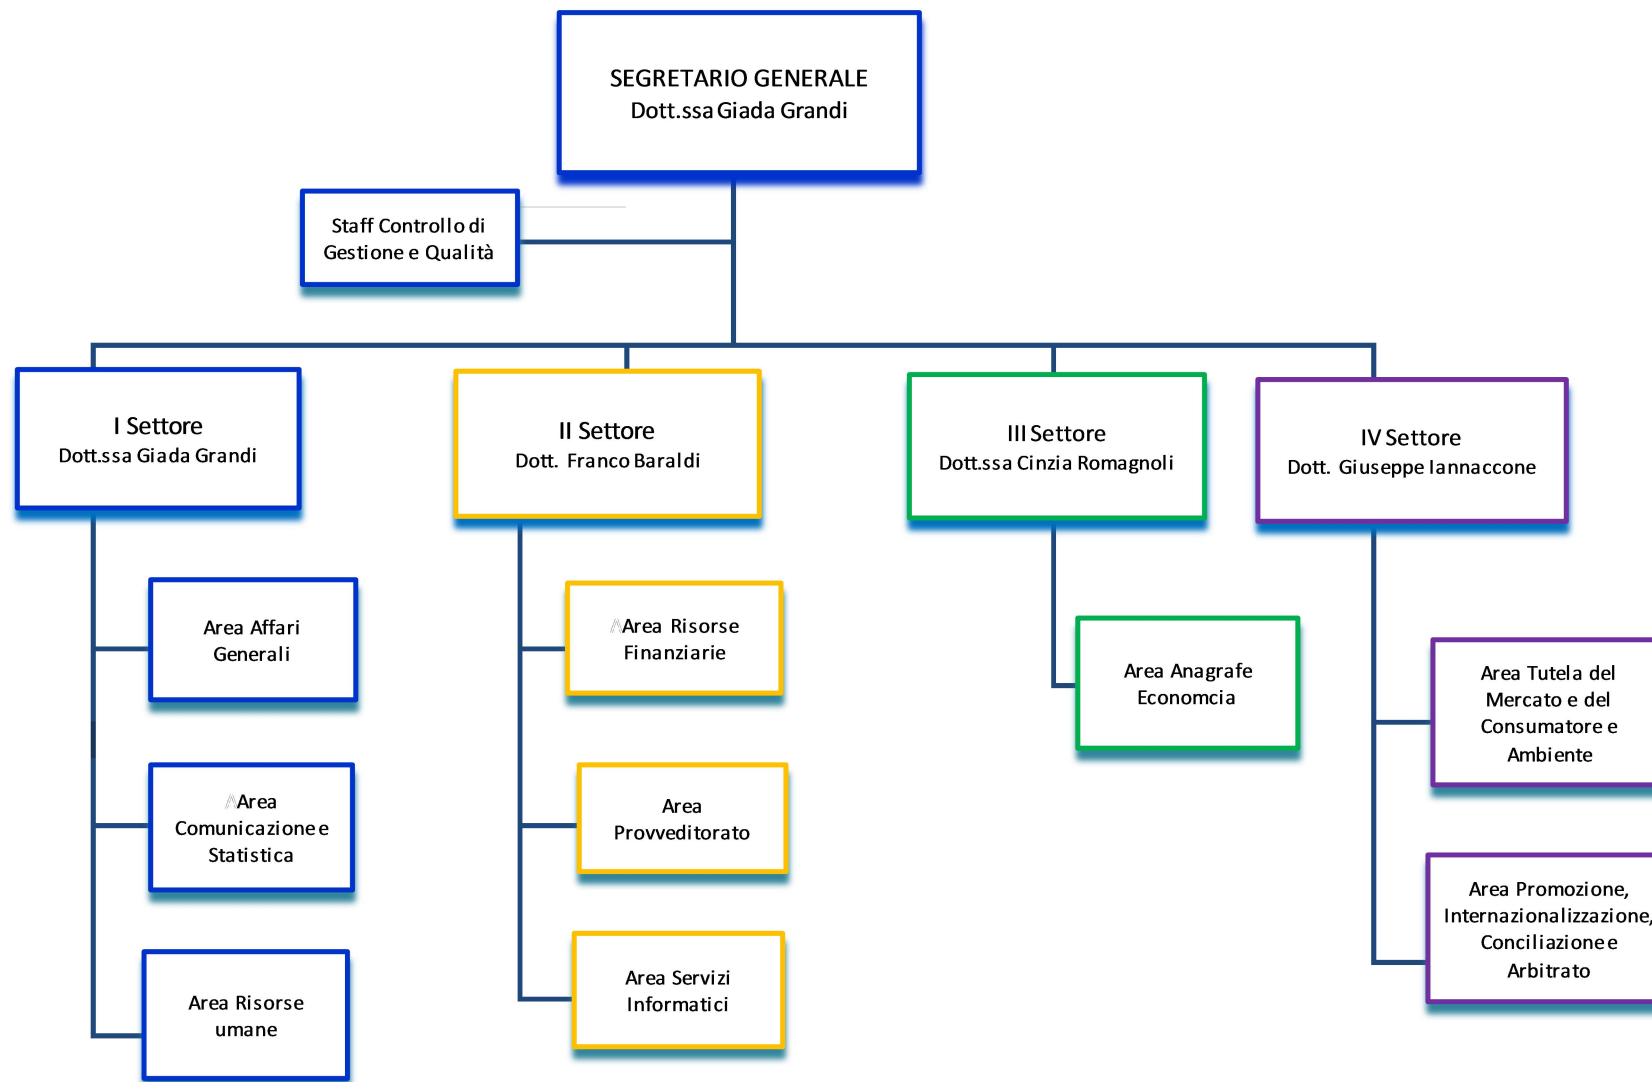 SEGRETARIO GENERALE
Dott.ssa Giada Grandi
Staff Controllo di
Gestione e Qualità
I Settore
Dott.ssa Giada Grandi
II Settore
Dott. Franco Baraldi
III Settore
Dott.ssa Cinzia Romagnoli
IV Settore
Dott. Giuseppe Iannaccone
Area Affari
Generali
Area
Comunicazione e
Statistica
Area Risorse
umane
Area Risorse
Finanziarie
Area
Provveditorato
Area Servizi
Informatici
Area Anagrafe
Economcia
Area Tutela del
Mercato e del
Consumatore e
Ambiente
Area Promozione,
Internazionalizzazione,
Conciliazione e
Arbitrato